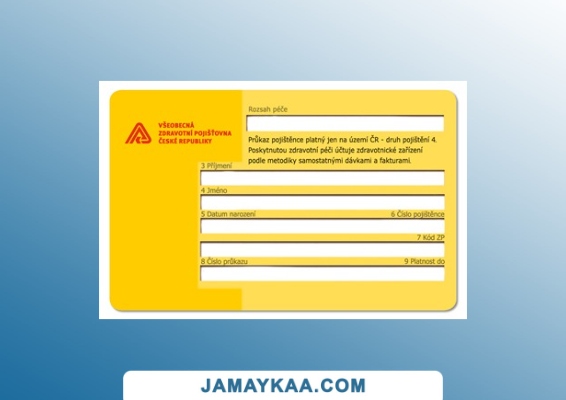 Rozsah péče
VŠEOBECNÁ
ZDRAVOTNÍ POJIŠŤOVNA
ČESKÉ REPUBLIKY
Průkaz pojištěnce platný jen na území ČR - druh pojištění 4.
Poskytnutou zdravotní péči účtuje zdravotnické zařízení
podle metodiky samostatnými dávkami a fakturami.
3 Příjmení
4 Jméno
5 Datum narození 6 Číslo pojištěnce
7 Kód ZP
8 Číslo průkazu 9 Platnost do
JAMAYKAA.COM